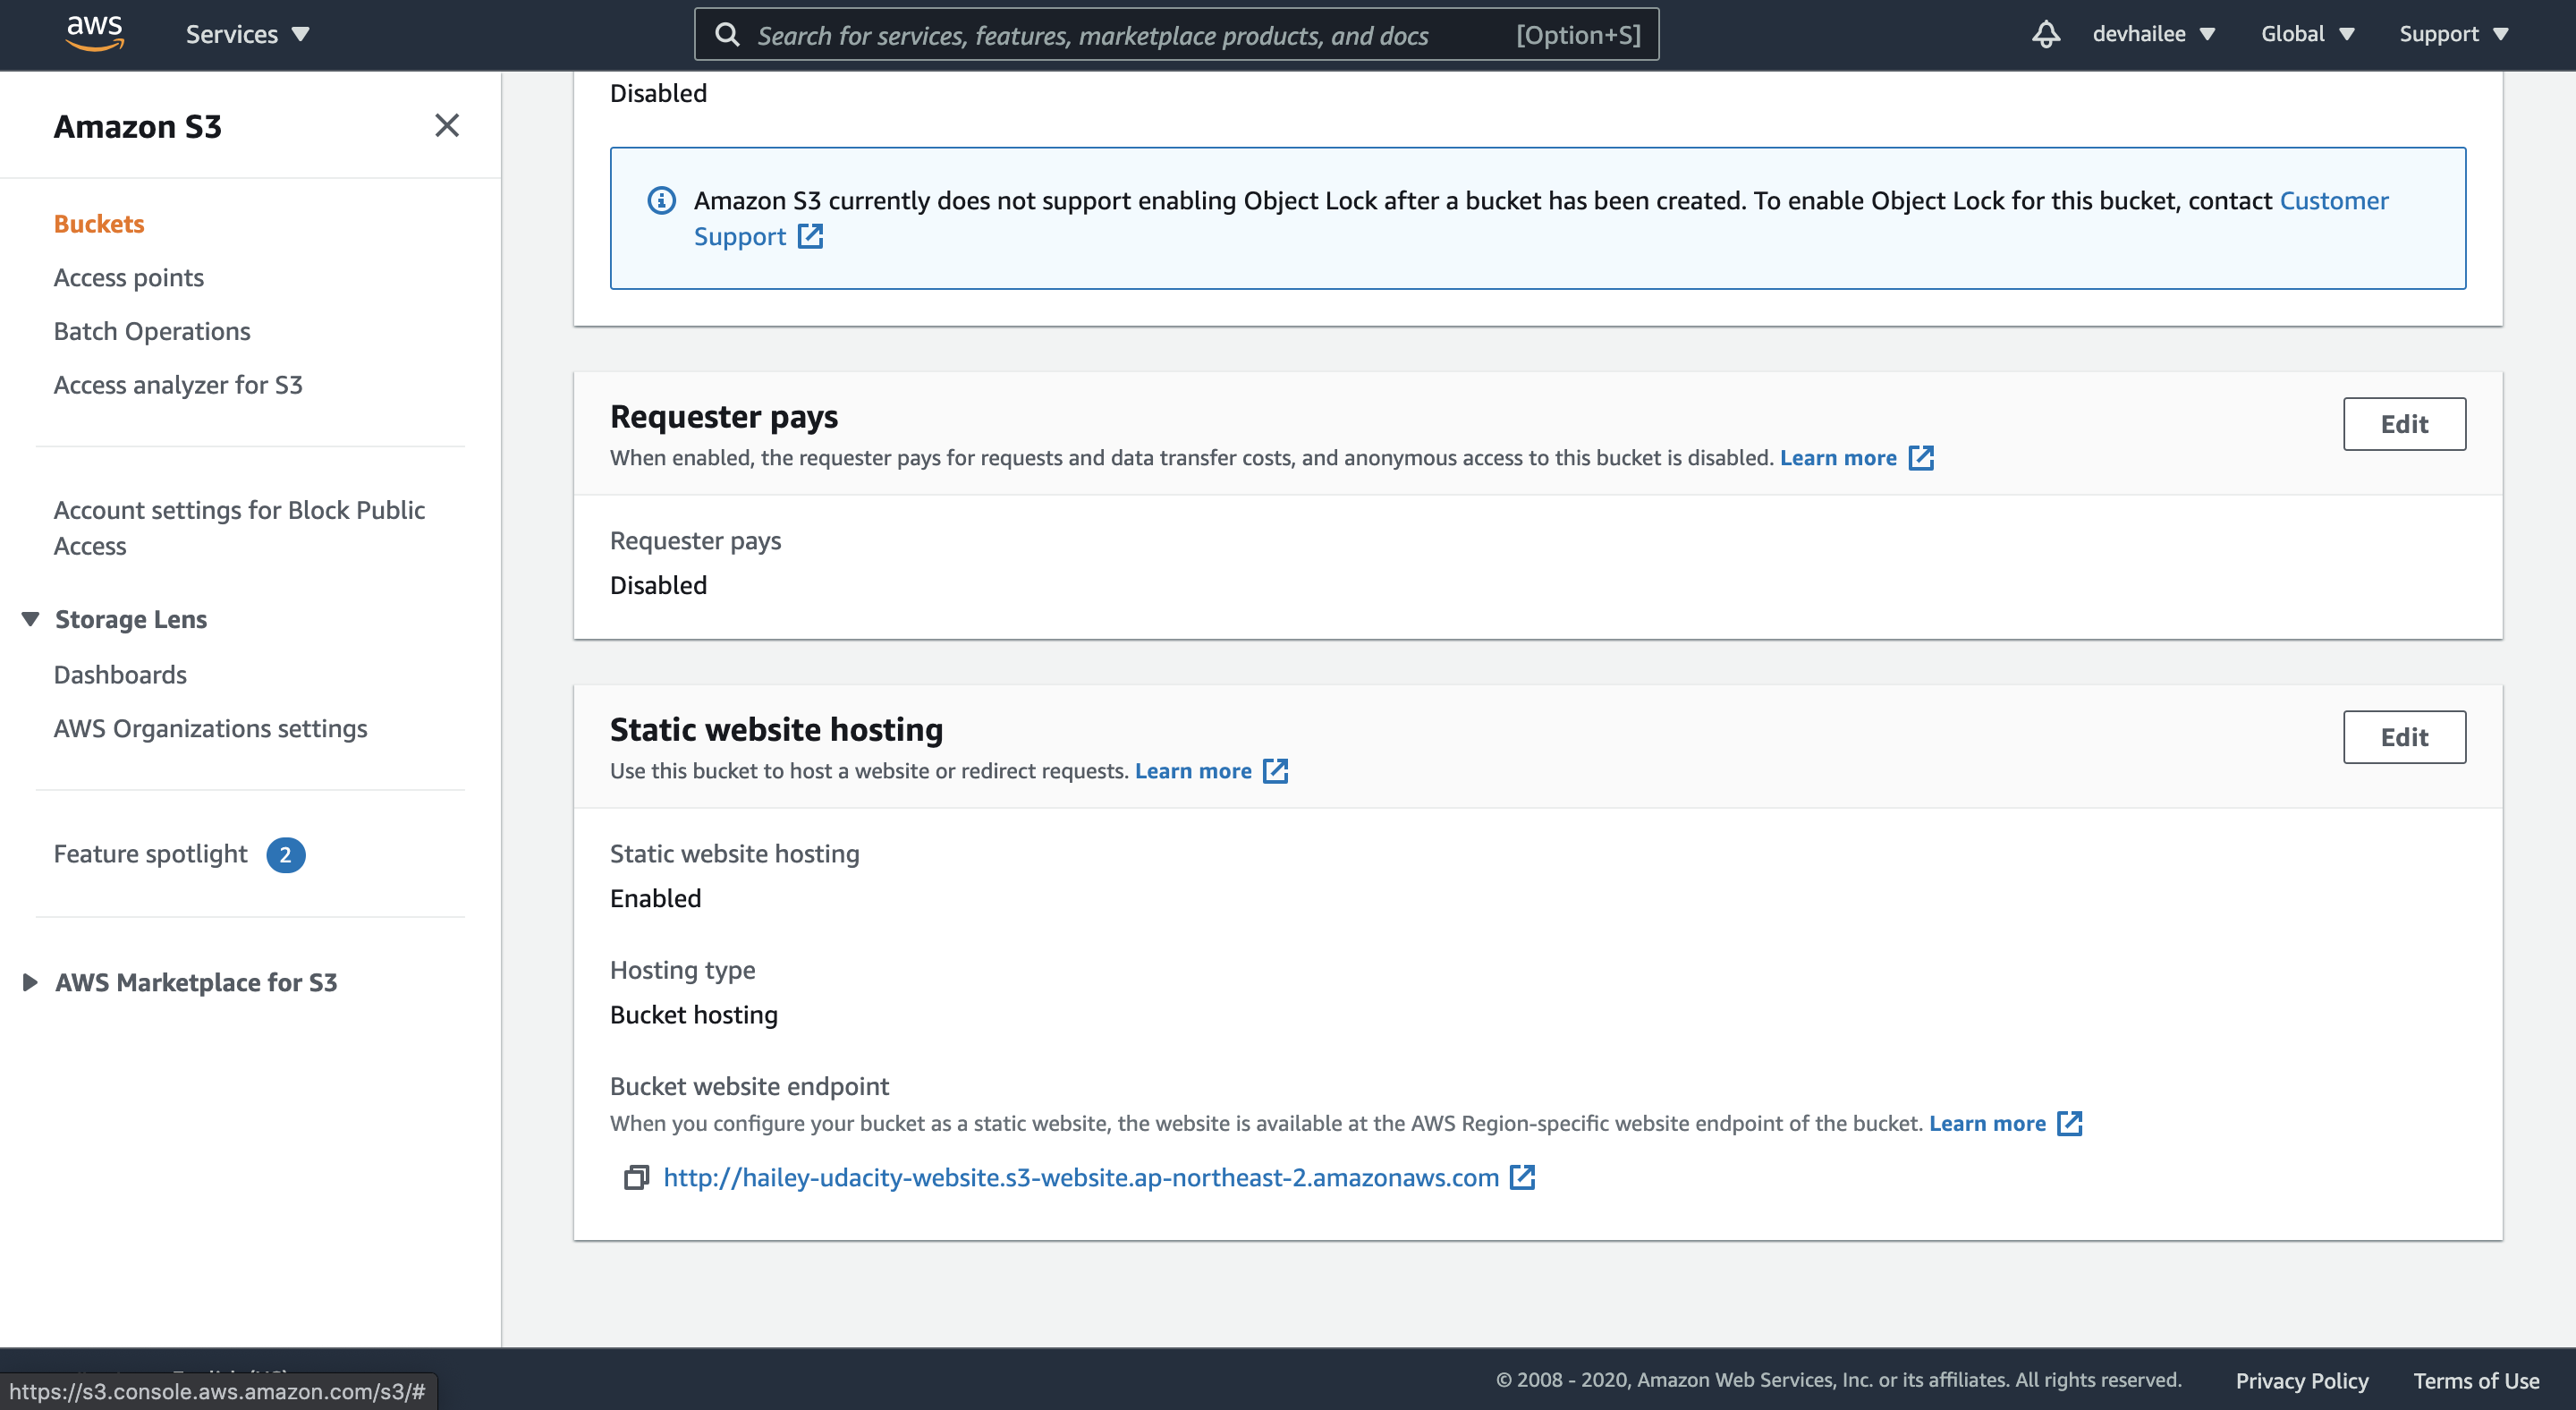 aws
Services
Search for services, features, marketplace products, and docs
[Option+S]
devhailee
Global
Support
Amazon S3
Buckets
Access points
Batch Operations
Access analyzer for S3
Account settings for Block Public
Access
Storage Lens
Dashboards
AWS Organizations settings
Feature spotlight 2
AWS Marketplace for S3
Disabled
Amazon S3 currently does not support enabling Object Lock after a bucket has been created. To enable Object Lock for this bucket, contact Customer
Support
Requester pays
Edit
When enabled, the requester pays for requests and data transfer costs, and anonymous access to this bucket is disabled. Learn more
Requester pays
Disabled
Static website hosting
Edit
Use this bucket to host a website or redirect requests. Learn more
Static website hosting
Enabled
Hosting type
Bucket hosting
Bucket website endpoint
When you configure your bucket as a static website, the website is available at the AWS Region-specific website endpoint of the bucket. Learn more
http://hailey-udacity-website.s3-website.ap-northeast-2.amazonaws.com
https://s3.console.aws.amazon.com/s3/#
© 2008 - 2020, Amazon Web Services, Inc. or its affiliates. All rights reserved.
Privacy Policy
Terms of Use